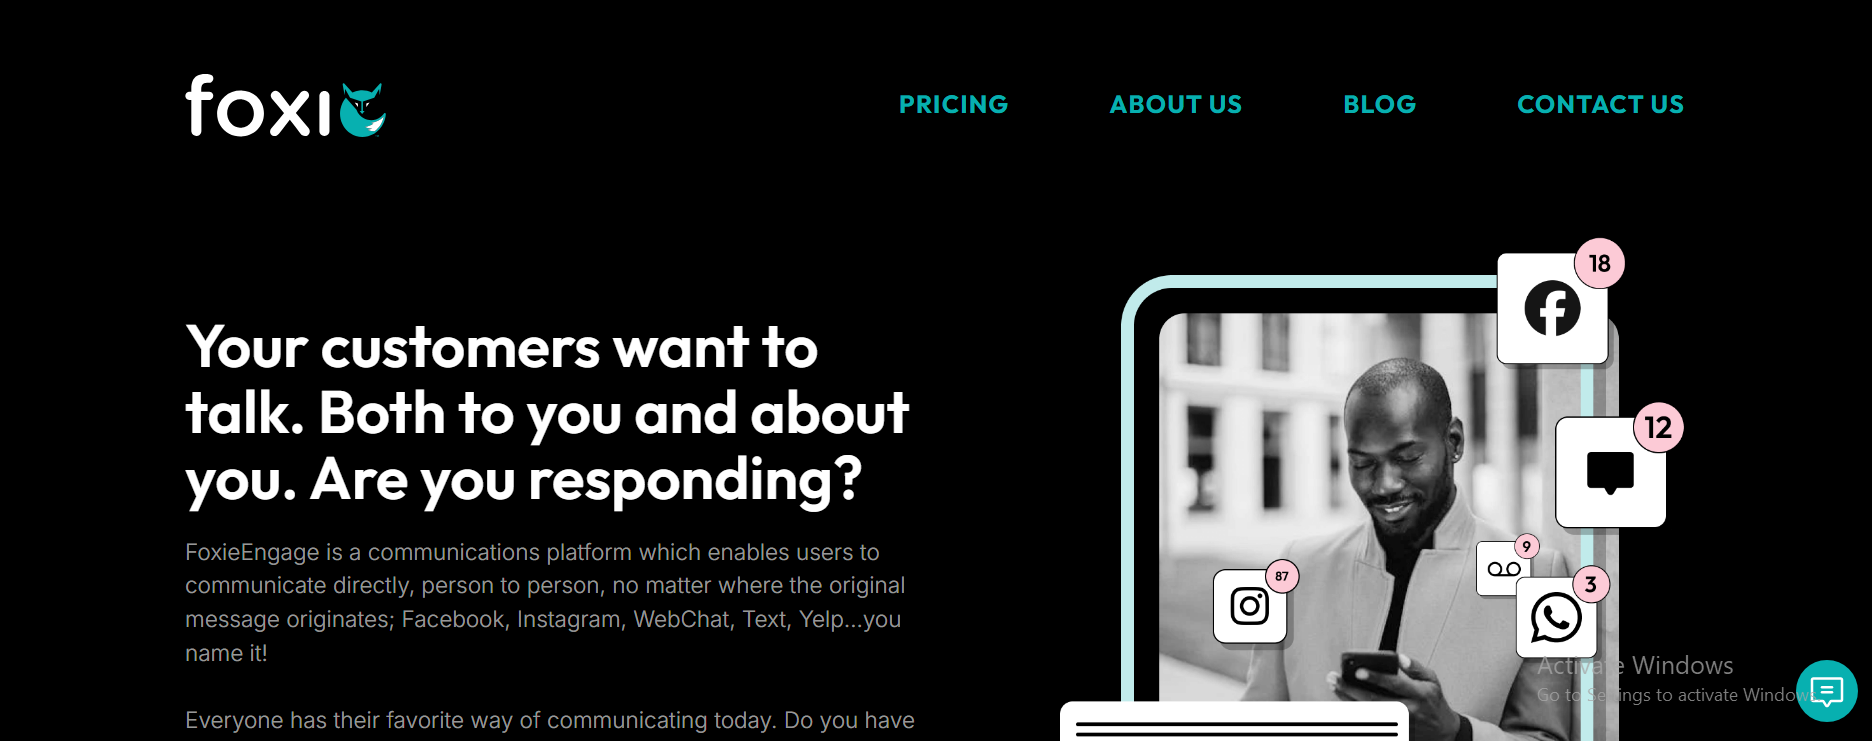 foxie
PRICING
ABOUT US
BLOG
CONTACT US
18
Your customers want to
talk. Both to you and about
you. Are you responding?
12
FoxieEngage is a communications platform which enables users to
communicate directly, person to person, no matter where the original
message originates; Facebook, Instagram, WebChat, Text, Yelp...you
name it!
9
87
3
Everyone has their favorite way of communicating today. Do you have
Activate Windows
Go to Settings to activate Windows